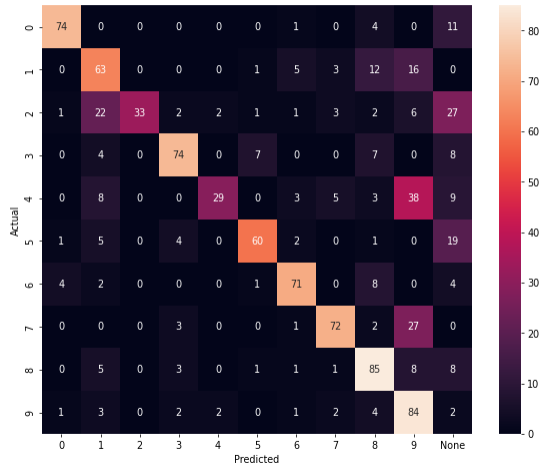 0 74 0 0 0 0 0 1 0 4 0 11
1 0 63 0 0 0 1 5 3 12 16 0
2 1 22 33 2 2 1 1 3 2 6 27
3 0 4 0 74 0 7 0 0 7 0 8
4 0 8 0 0 29 0 3 5 3 38 9
5 1 5 0 4 0 60 2 0 1 0 19
6 4 2 0 0 0 1 71 0 8 0 4
7 0 0 0 3 0 0 1 72 2 27 0
8 0 5 0 3 0 1 1 1 85 8 8
9 1 3 0 2 2 0 1 2 4 84 2
0 1 2 3 4 5 6 7 8 9 None
Predicted
Actual
80
70
60
50
40
30
20
10
0